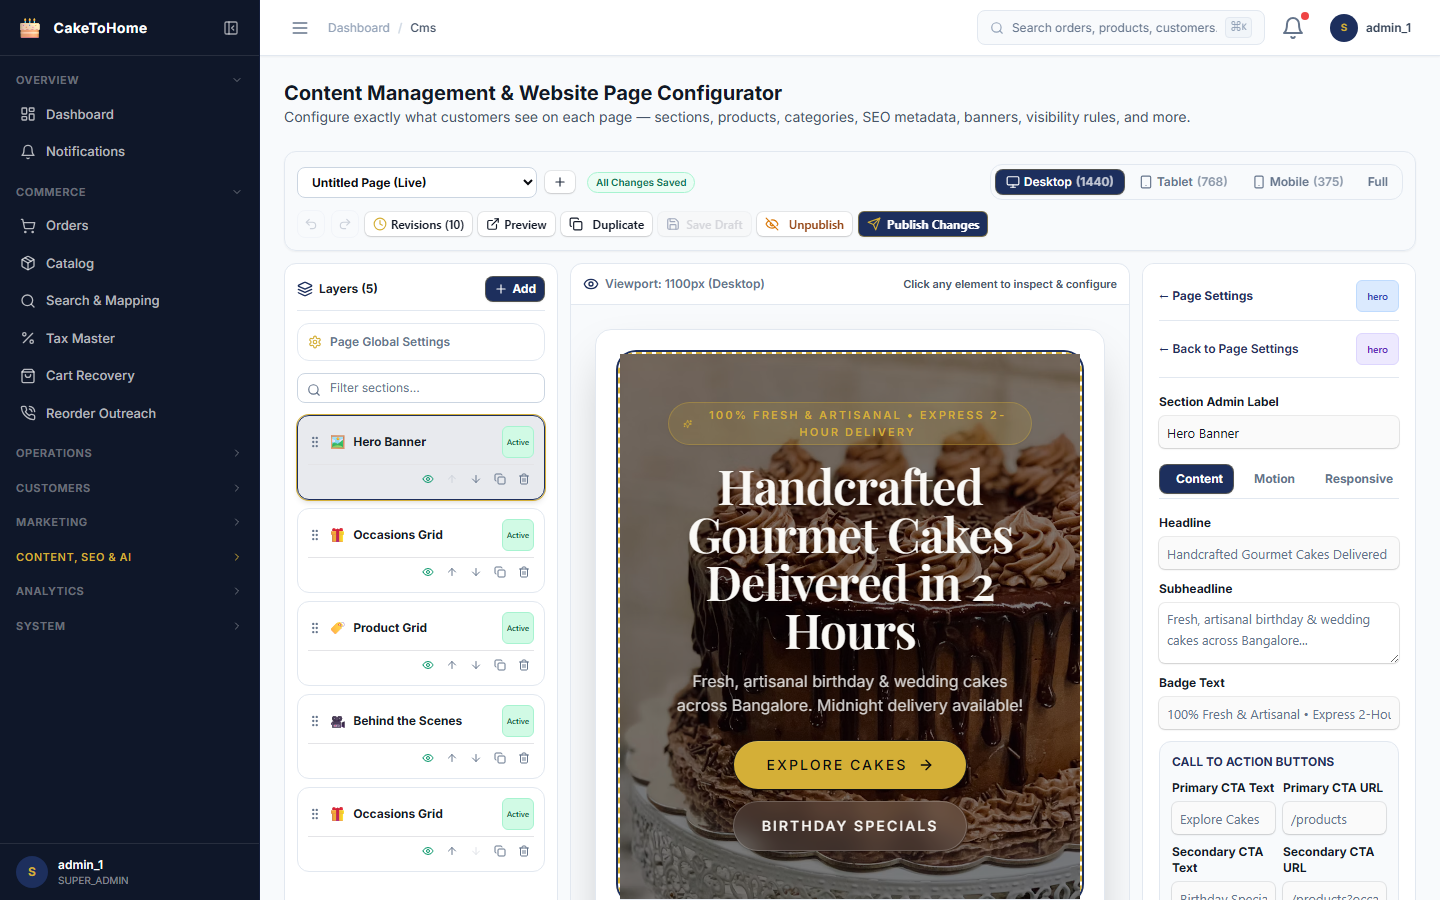 CakeToHome
Dashboard / Cms
Search orders, products, customers.
⌘K
S
admin_1
OVERVIEW
Dashboard
Notifications
COMMERCE
Orders
Catalog
Search & Mapping
Tax Master
Cart Recovery
Reorder Outreach
OPERATIONS
CUSTOMERS
MARKETING
CONTENT, SEO & AI
ANALYTICS
SYSTEM
S
admin_1
SUPER_ADMIN
Content Management & Website Page Configurator
Configure exactly what customers see on each page — sections, products, categories, SEO metadata, banners, visibility rules, and more.
Untitled Page (Live)
All Changes Saved
Desktop (1440)
Tablet (768)
Mobile (375)
Full
Revisions (10)
Preview
Duplicate
Save Draft
Unpublish
Publish Changes
Layers (5)
+ Add
Page Global Settings
Filter sections...
Hero Banner
Active
Occasions Grid
Active
Product Grid
Active
Behind the Scenes
Active
Occasions Grid
Active
Viewport: 1100px (Desktop)
Click any element to inspect & configure
100% FRESH & ARTISANAL • EXPRESS 2-
HOUR DELIVERY
Handcrafted
Gourmet Cakes
Delivered in 2
Hours
Fresh, artisanal birthday & wedding cakes
across Bangalore. Midnight delivery available!
EXPLORE CAKES →
BIRTHDAY SPECIALS
← Page Settings
hero
← Back to Page Settings
hero
Section Admin Label
Hero Banner
Content
Motion
Responsive
Headline
Handcrafted Gourmet Cakes Delivered
Subheadline
Fresh, artisanal birthday & wedding
cakes across Bangalore...
Badge Text
100% Fresh & Artisanal • Express 2-Hou
CALL TO ACTION BUTTONS
Primary CTA Text
Primary CTA URL
Explore Cakes
/products
Secondary CTA
Text
Secondary CTA
URL
Birthday Specia
/products?occa